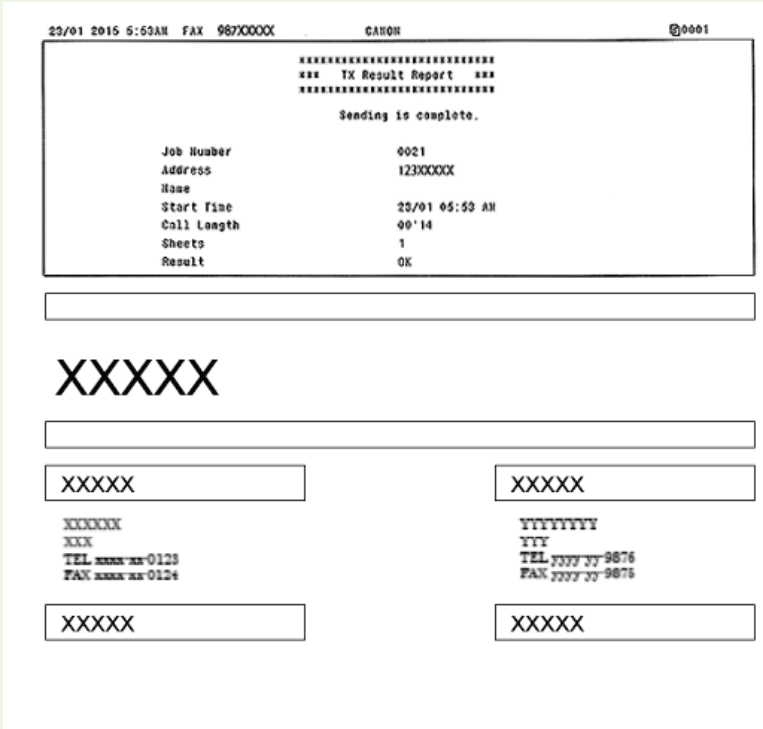 23/01 2015 5:53AM FAX 987XXXXX CANON 0001
***************************
*** TX Result Report ***
***************************
Sending is complete.
Job Number 0021
Address 123XXXXX
Name
Start Time 23/01 05:53 AM
Call Length 00'14
Sheets 1
Result OK
XXXXX
XXXXX XXXXX
XXXXXX YYYYYYYY
XXX YYY
TEL xxxx-xx-0123 TEL yyyy-yy-9876
FAX xxxx-xx-0124 FAX yyyy-yy-9875
XXXXX XXXXX